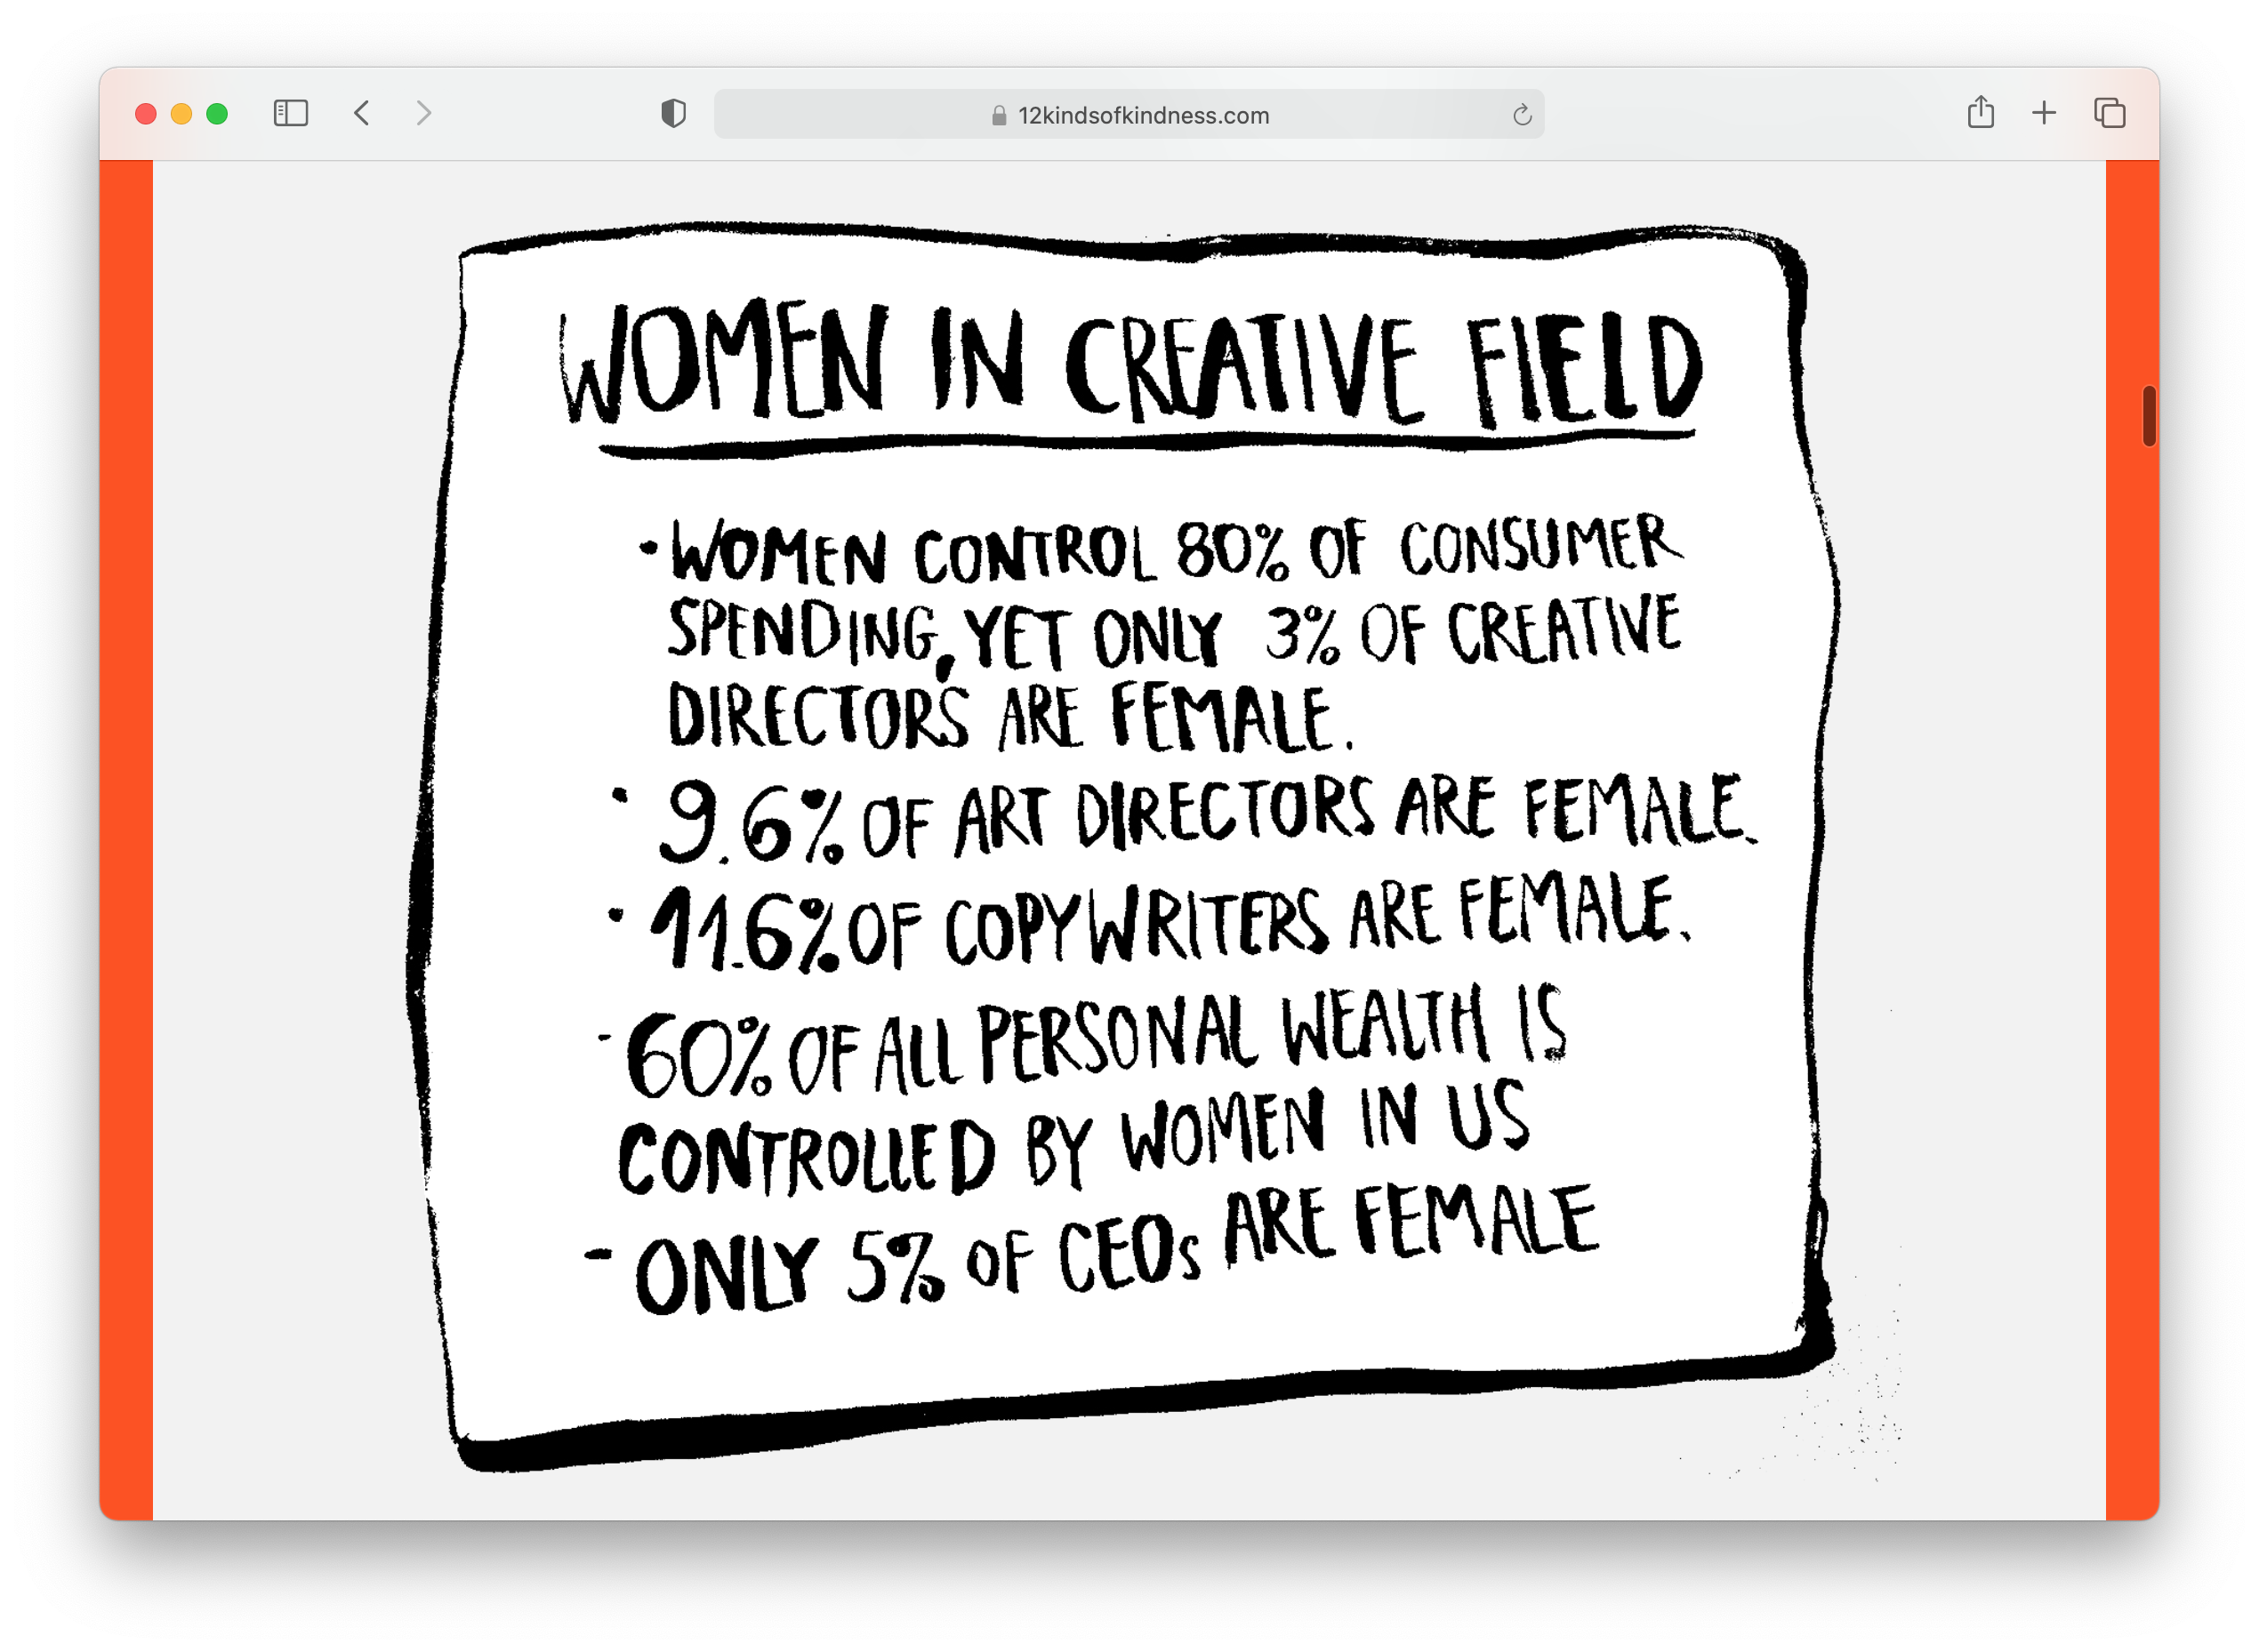 12kindsofkindness.com
WOMEN IN CREATIVE FIELD
· WOMEN CONTROL 80% OF CONSUMER
SPENDING, YET ONLY 3% OF CREATIVE
DIRECTORS ARE FEMALE.
· 9.6% OF ART DIRECTORS ARE FEMALE.
· 11.6% OF COPYWRITERS ARE FEMALE.
- 60% OF ALL PERSONAL WEALTH IS
CONTROLLED BY WOMEN IN US
- ONLY 5% OF CEOs ARE FEMALE